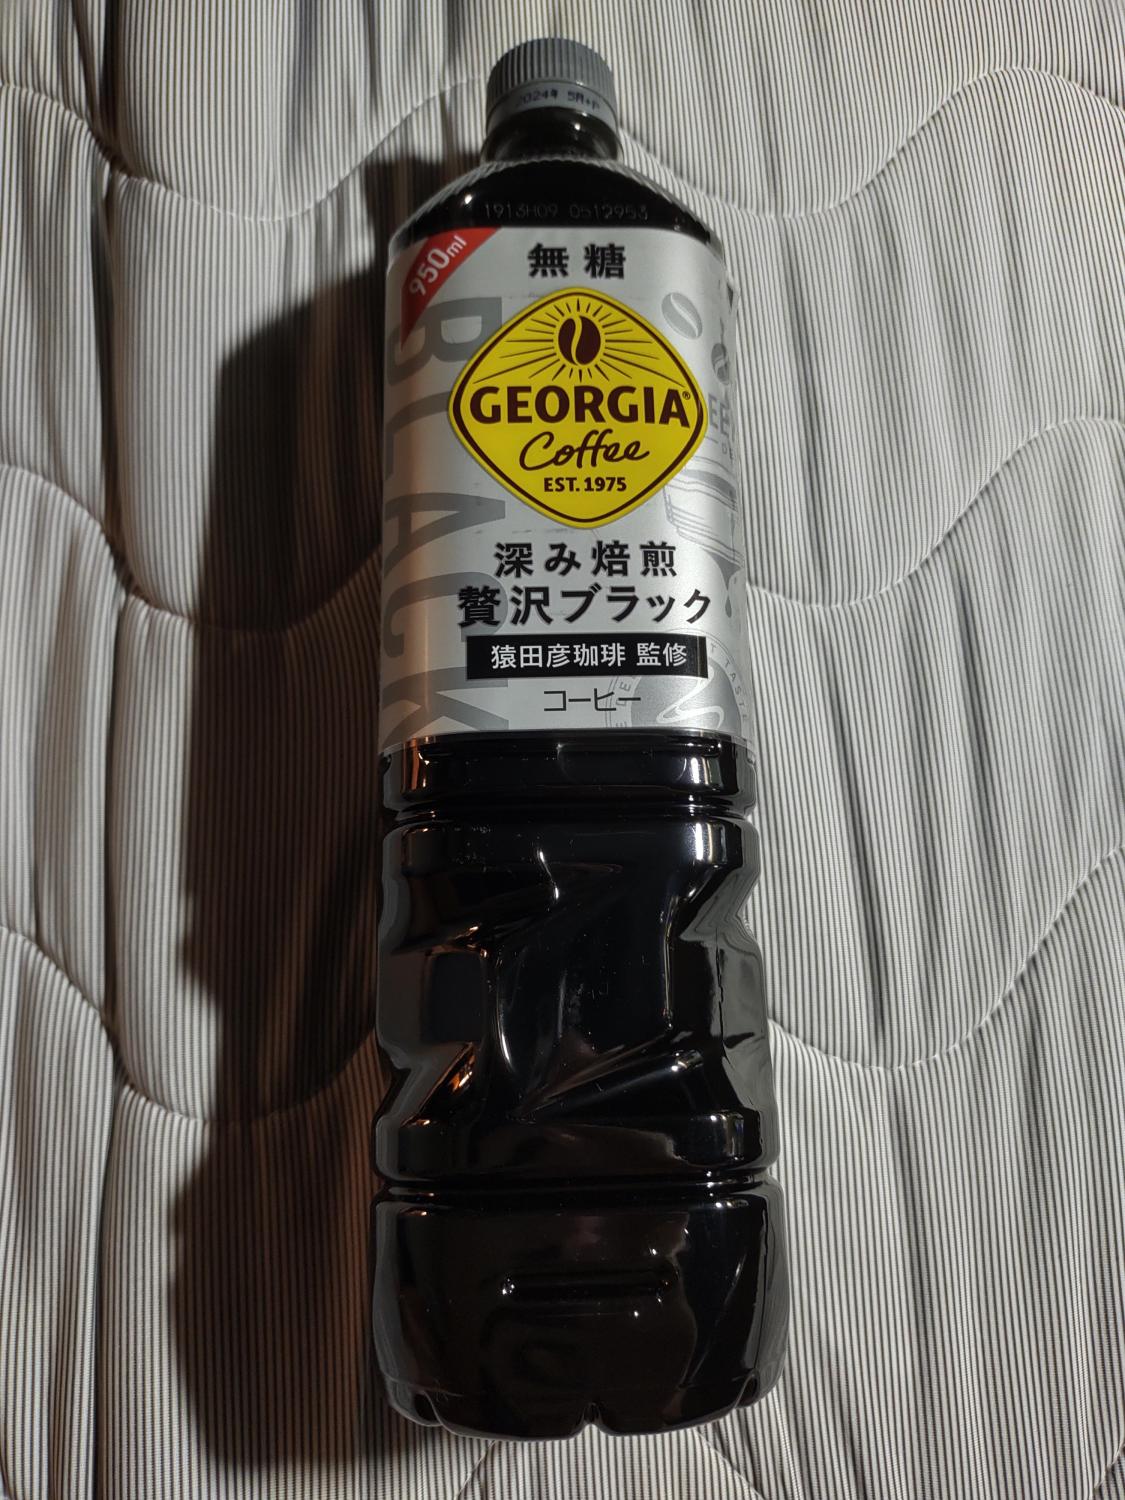 2024年 5月+P
1913H09 0512953
950ml
無糖
BLACK
GEORGIA®
Coffee
EST. 1975
深み焙煎
贅沢ブラック
猿田彦珈琲 監修
コーヒー